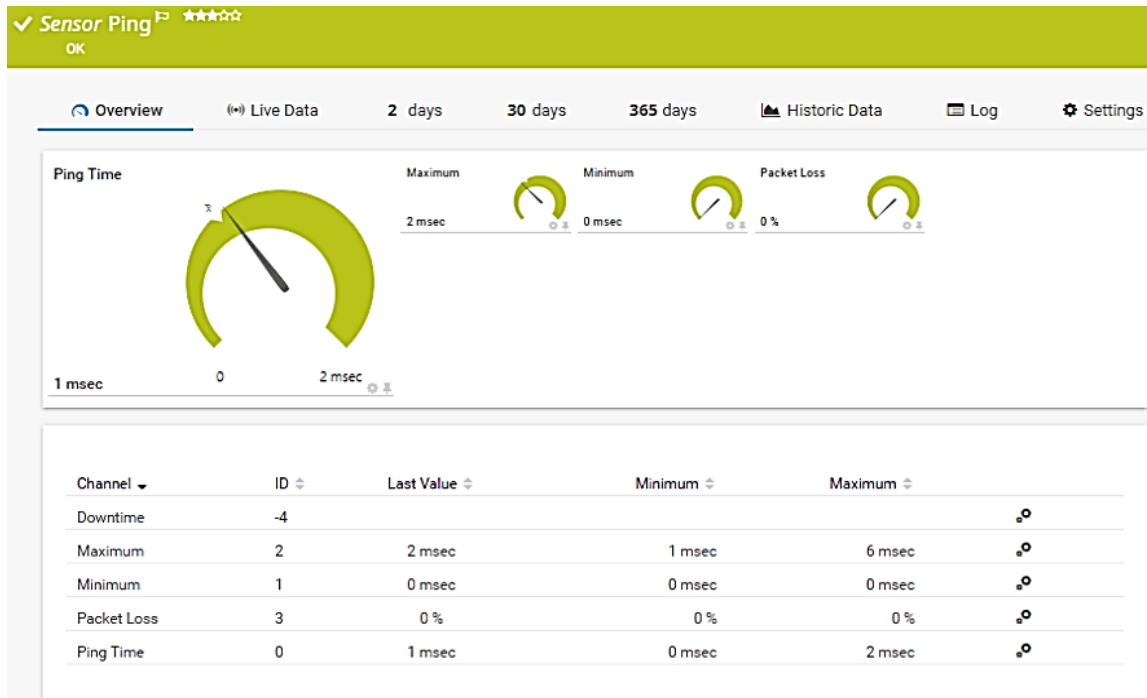 Sensor Ping
OK
Overview Live Data 2 days 30 days 365 days Historic Data Log Settings
Ping Time
0
2 msec
1 msec
Maximum
2 msec
Minimum
0 msec
Packet Loss
0 %
Channel ID Last Value Minimum Maximum
Downtime -4
Maximum 2 2 msec 1 msec 6 msec
Minimum 1 0 msec 0 msec 0 msec
Packet Loss 3 0 % 0 % 0 %
Ping Time 0 1 msec 0 msec 2 msec